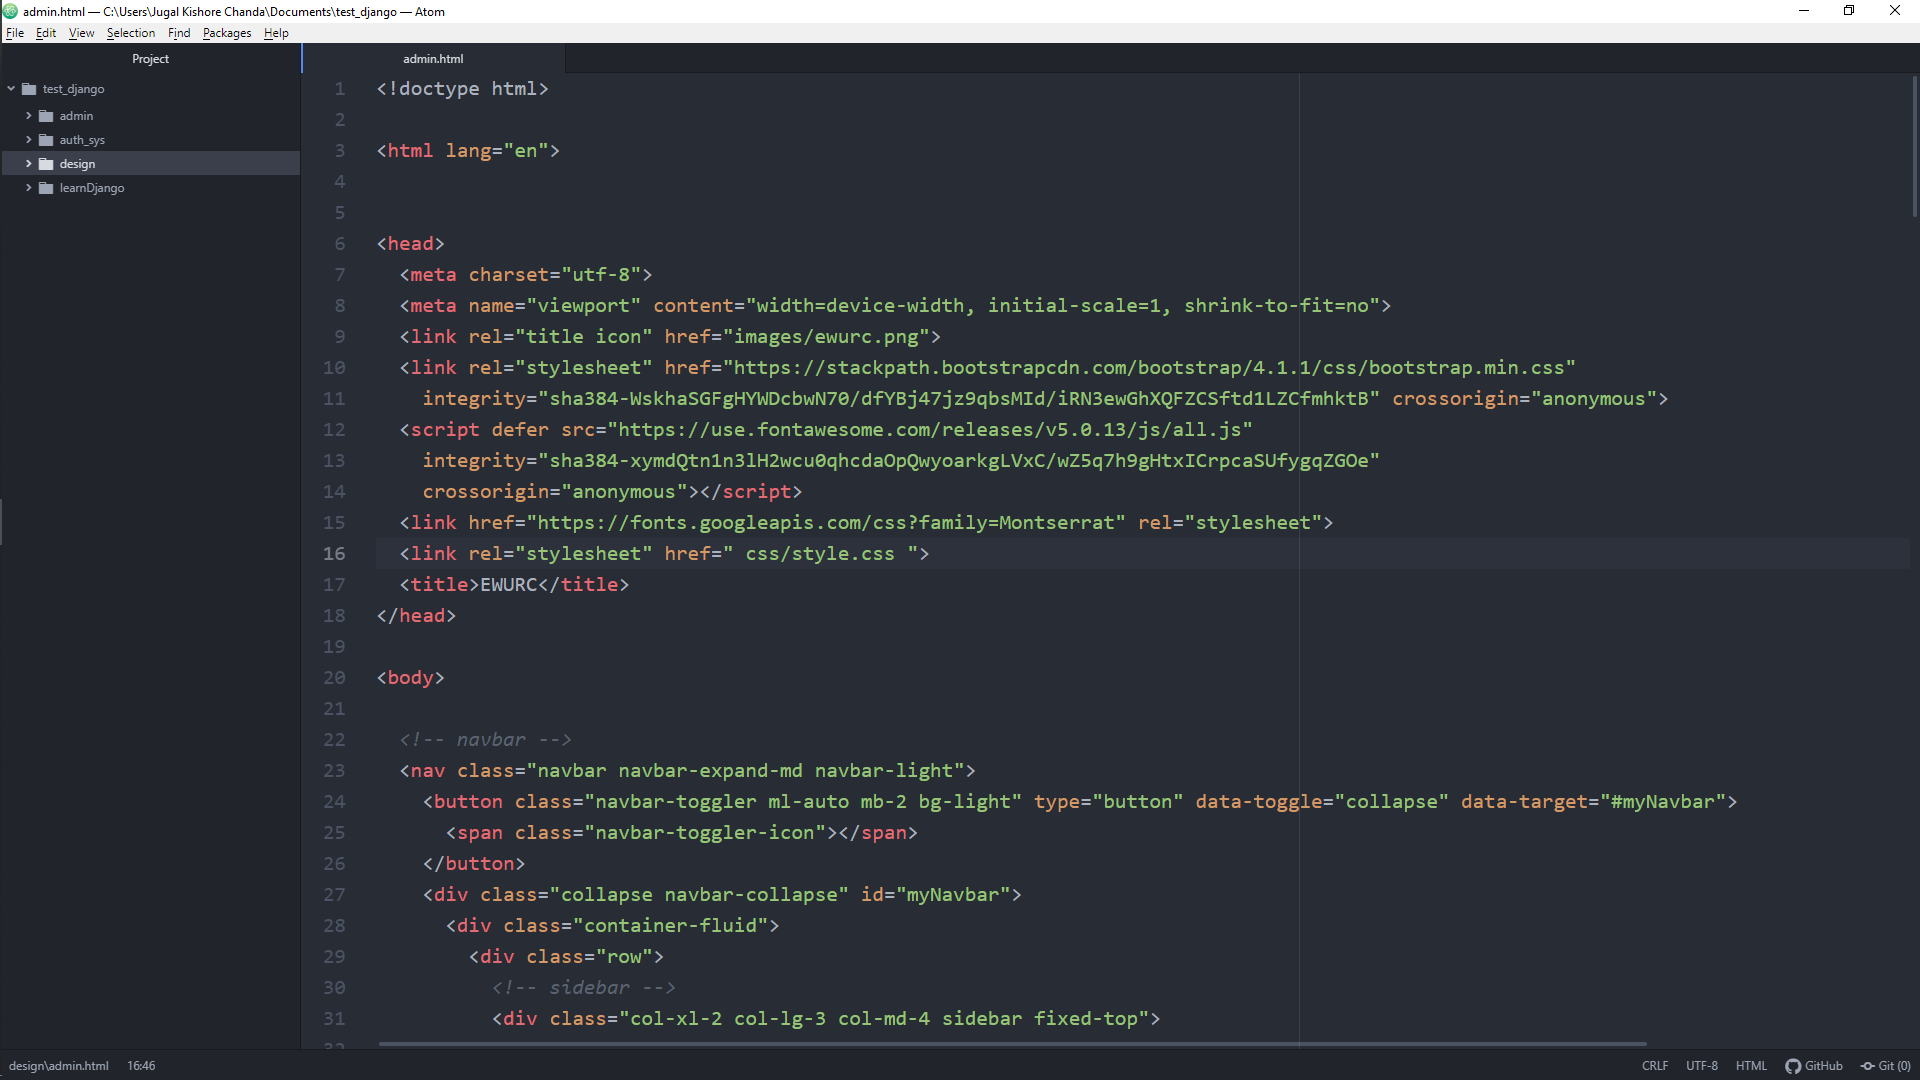 admin.html — C:\Users\Jugal Kishore Chanda\Documents\test_django — Atom
File Edit View Selection Find Packages Help
Project
test_django
admin
auth_sys
design
learnDjango
admin.html
1 <!doctype html>
2
3 <html lang="en">
4
5
6 <head>
7 <meta charset="utf-8">
8 <meta name="viewport" content="width=device-width, initial-scale=1, shrink-to-fit=no">
9 <link rel="title icon" href="images/ewurc.png">
10 <link rel="stylesheet" href="https://stackpath.bootstrapcdn.com/bootstrap/4.1.1/css/bootstrap.min.css"
11 integrity="sha384-WskhaSGFgHYWDcbwN70/dfYBj47jz9qbsMId/iRN3ewGhXQFZCSftd1LZCfmhktB" crossorigin="anonymous">
12 <script defer src="https://use.fontawesome.com/releases/v5.0.13/js/all.js"
13 integrity="sha384-xymdQtn1n3lH2wcu0qhcdaOpQwyoarkgLVxC/wZ5q7h9gHtxICrpcaSUfygqZGOe"
14 crossorigin="anonymous"></script>
15 <link href="https://fonts.googleapis.com/css?family=Montserrat" rel="stylesheet">
16 <link rel="stylesheet" href=" css/style.css ">
17 <title>EWURC</title>
18 </head>
19
20 <body>
21
22 <!-- navbar -->
23 <nav class="navbar navbar-expand-md navbar-light">
24 <button class="navbar-toggler ml-auto mb-2 bg-light" type="button" data-toggle="collapse" data-target="#myNavbar">
25 <span class="navbar-toggler-icon"></span>
26 </button>
27 <div class="collapse navbar-collapse" id="myNavbar">
28 <div class="container-fluid">
29 <div class="row">
30 <!-- sidebar -->
31 <div class="col-xl-2 col-lg-3 col-md-4 sidebar fixed-top">
32
design\admin.html 16:46 CRLF UTF-8 HTML GitHub Git (0)